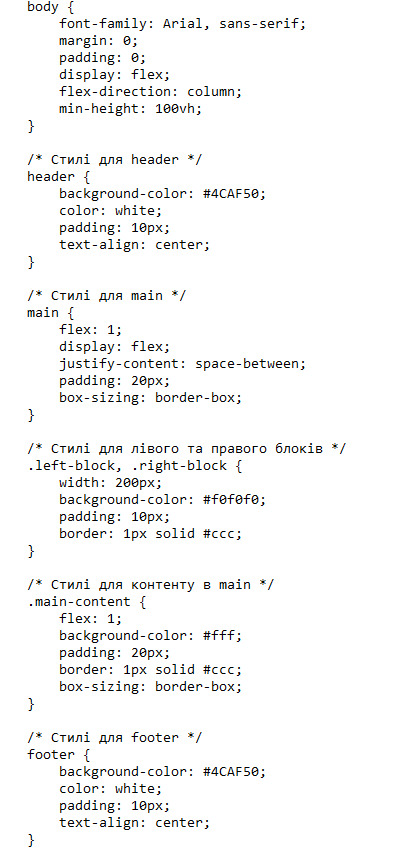 body {
    font-family: Arial, sans-serif;
    margin: 0;
    padding: 0;
    display: flex;
    flex-direction: column;
    min-height: 100vh;
}

/* Стилі для header */
header {
    background-color: #4CAF50;
    color: white;
    padding: 10px;
    text-align: center;
}

/* Стилі для main */
main {
    flex: 1;
    display: flex;
    justify-content: space-between;
    padding: 20px;
    box-sizing: border-box;
}

/* Стилі для лівого та правого блоків */
.left-block, .right-block {
    width: 200px;
    background-color: #f0f0f0;
    padding: 10px;
    border: 1px solid #ccc;
}

/* Стилі для контенту в main */
.main-content {
    flex: 1;
    background-color: #fff;
    padding: 20px;
    border: 1px solid #ccc;
    box-sizing: border-box;
}

/* Стилі для footer */
footer {
    background-color: #4CAF50;
    color: white;
    padding: 10px;
    text-align: center;
}